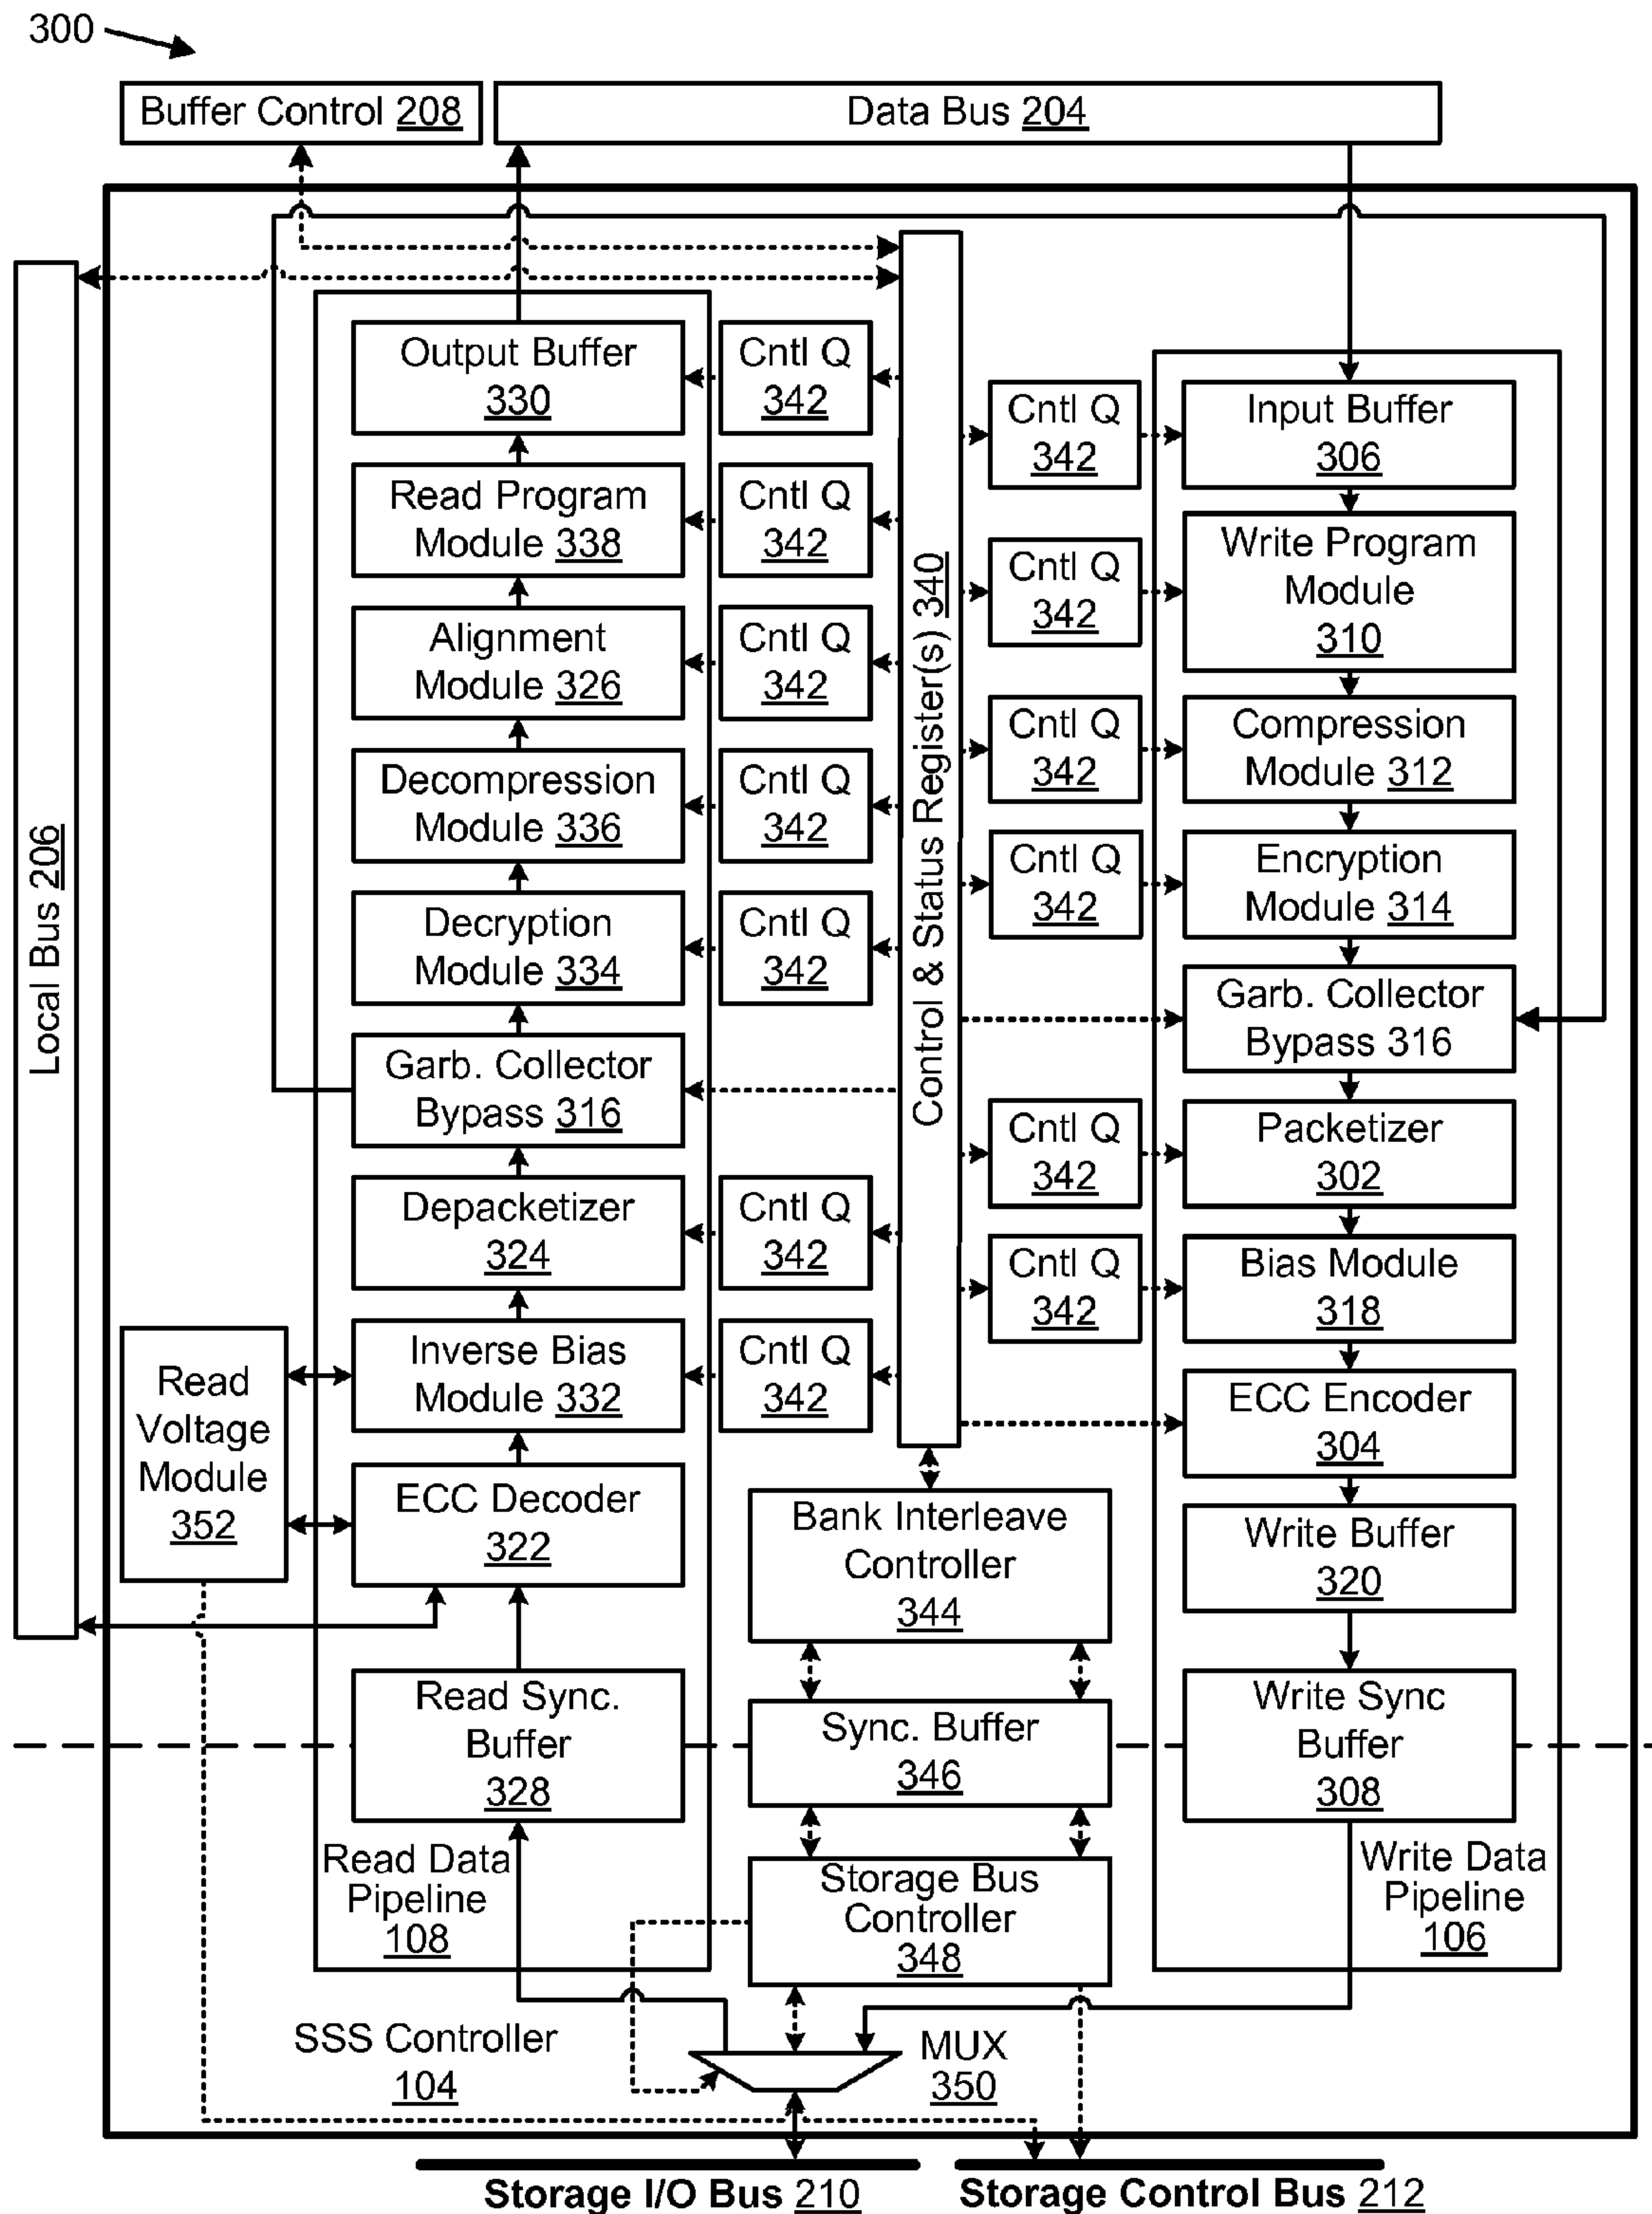 300
Buffer Control 208
Data Bus 204
Local Bus 206
Output Buffer
330
Read Program
Module 338
Alignment
Module 326
Decompression
Module 336
Decryption
Module 334
Garb. Collector
Bypass 316
Depacketizer
324
Inverse Bias
Module 332
ECC Decoder
322
Read Sync.
Buffer
328
Read Data
Pipeline
108
Read
Voltage
Module
352
Cntl Q
342
Cntl Q
342
Cntl Q
342
Cntl Q
342
Cntl Q
342
Cntl Q
342
Cntl Q
342
Control & Status Register(s) 340
Cntl Q
342
Cntl Q
342
Cntl Q
342
Cntl Q
342
Cntl Q
342
Cntl Q
342
Input Buffer
306
Write Program
Module
310
Compression
Module 312
Encryption
Module 314
Garb. Collector
Bypass 316
Packetizer
302
Bias Module
318
ECC Encoder
304
Write Buffer
320
Write Sync
Buffer
308
Write Data
Pipeline
106
Bank Interleave
Controller
344
Sync. Buffer
346
Storage Bus
Controller
348
SSS Controller
104
MUX
350
Storage I/O Bus 210
Storage Control Bus 212